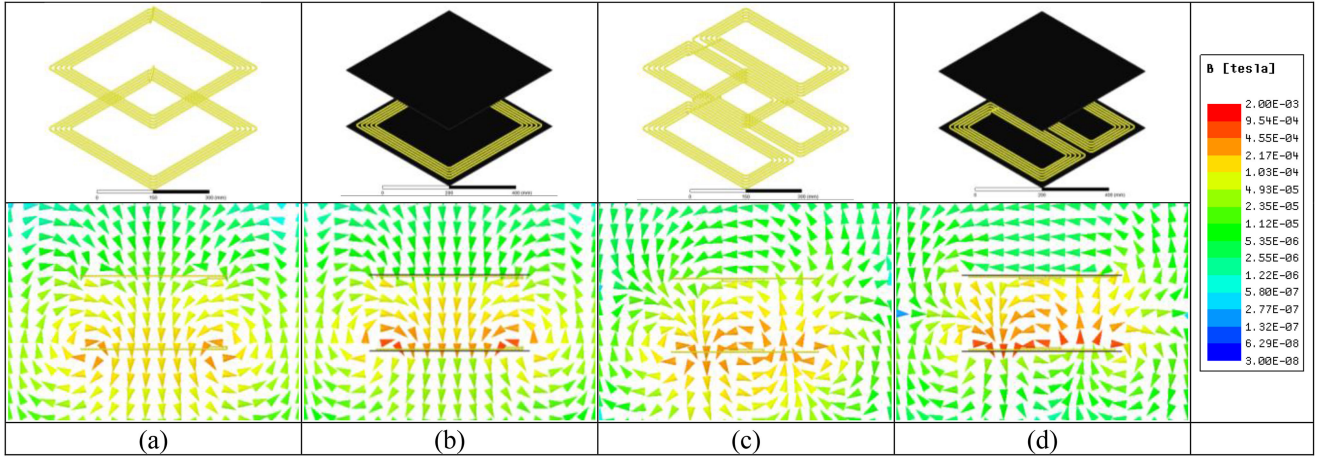 B [tesla]
2.00E-03
9.54E-04
4.55E-04
2.17E-04
1.03E-04
4.93E-05
2.35E-05
1.12E-05
5.35E-06
2.55E-06
1.22E-06
5.80E-07
2.77E-07
1.32E-07
6.29E-08
3.00E-08
(a) (b) (c) (d)